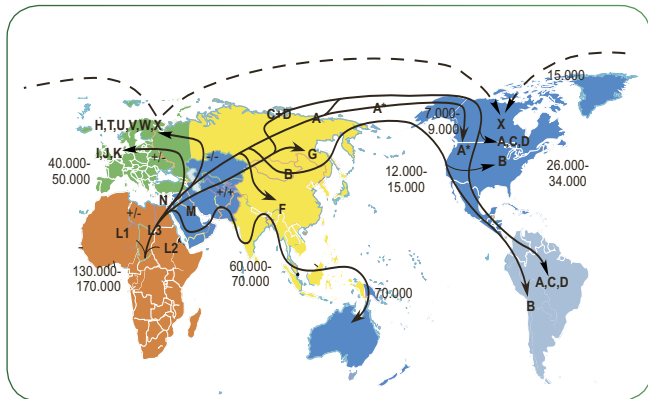 15.000
C+D
A
A*
7,000-
9,000
X
H,T,U,V,W,X
A,C,D
I,J,K
+/-
-/-
G
A*
B
40.000-
50.000
B
12.000-
15.000
26.000-
34.000
+/+
N
M
F
+/-
L1
L3
L2
130.000-
170.000
60.000-
70.000
70.000
A,C,D
B